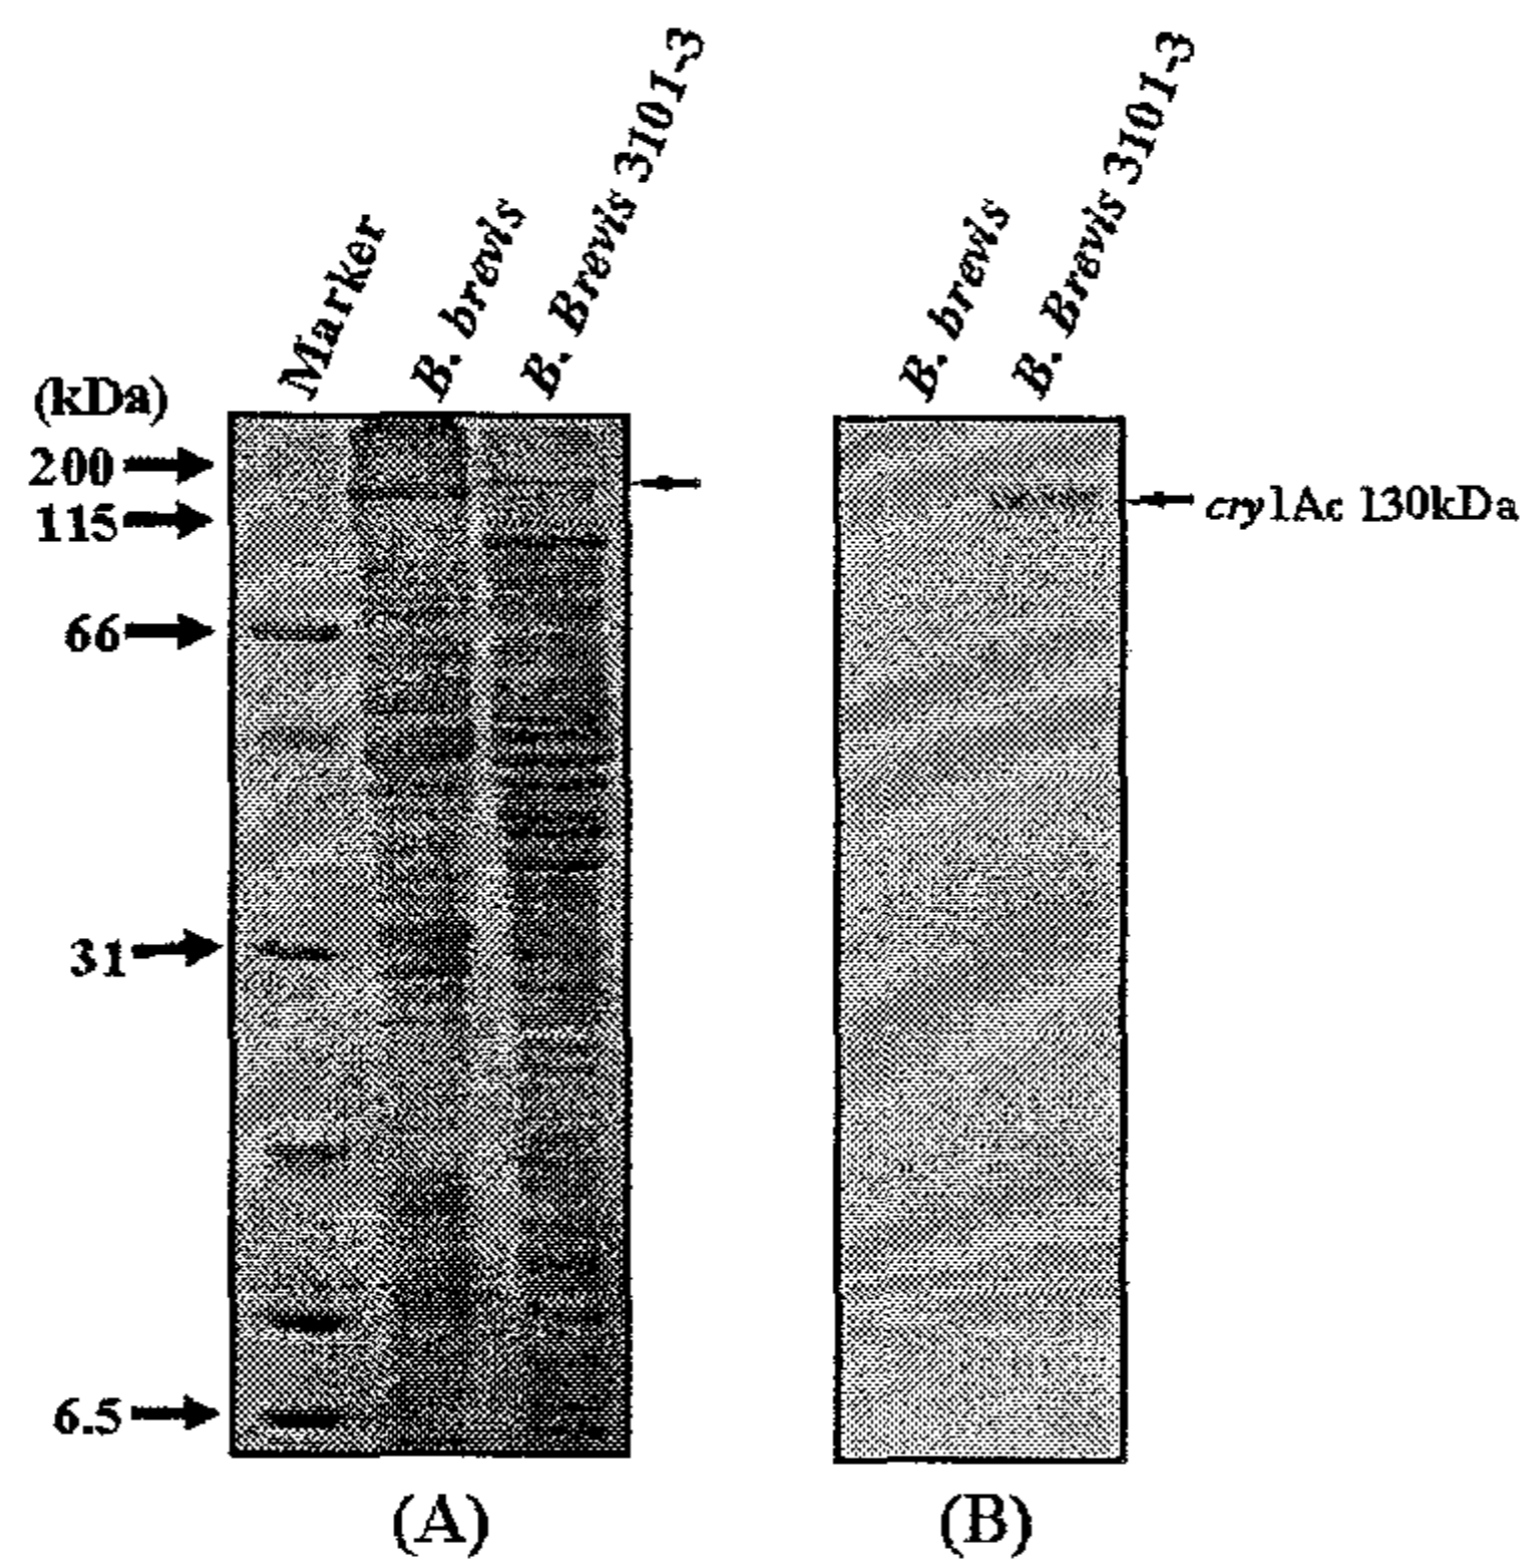 Marker
B. brevis
B. Brevis 3101-3
B. brevis
B. Brevis 3101-3
(kDa)
200
115
66
31
6.5
cry1Ac 130kDa
(A)
(B)